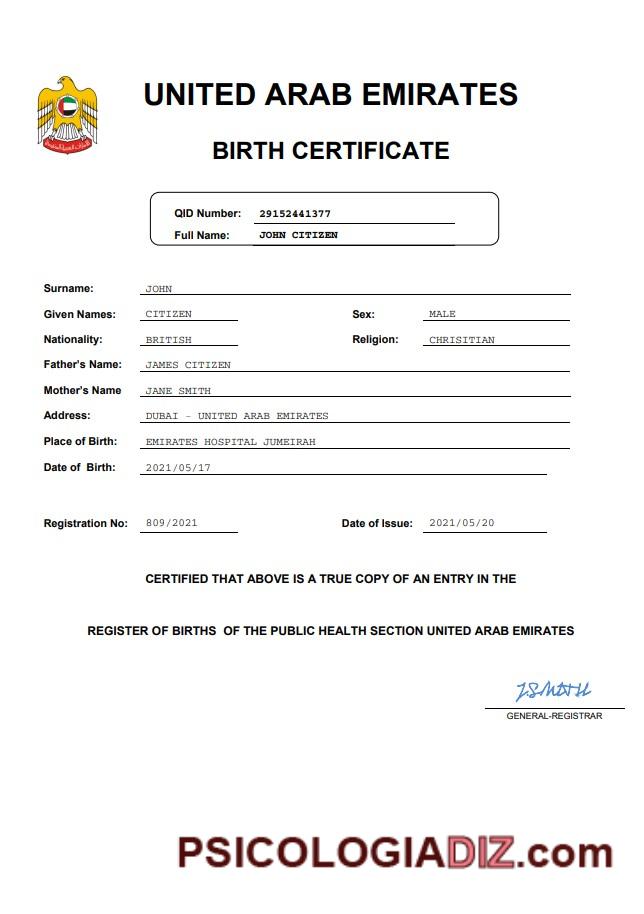 UNITED ARAB EMIRATES
BIRTH CERTIFICATE
QID Number: 29152441377
Full Name: JOHN CITIZEN
Surname: JOHN
Given Names: CITIZEN Sex: MALE
Nationality: BRITISH Religion: CHRISITIAN
Father's Name: JAMES CITIZEN
Mother's Name JANE SMITH
Address: DUBAI - UNITED ARAB EMIRATES
Place of Birth: EMIRATES HOSPITAL JUMEIRAH
Date of Birth: 2021/05/17
Registration No: 809/2021 Date of Issue: 2021/05/20
CERTIFIED THAT ABOVE IS A TRUE COPY OF AN ENTRY IN THE
REGISTER OF BIRTHS OF THE PUBLIC HEALTH SECTION UNITED ARAB EMIRATES
J.SMITH
GENERAL-REGISTRAR
PSICOLOGIADIZ.com